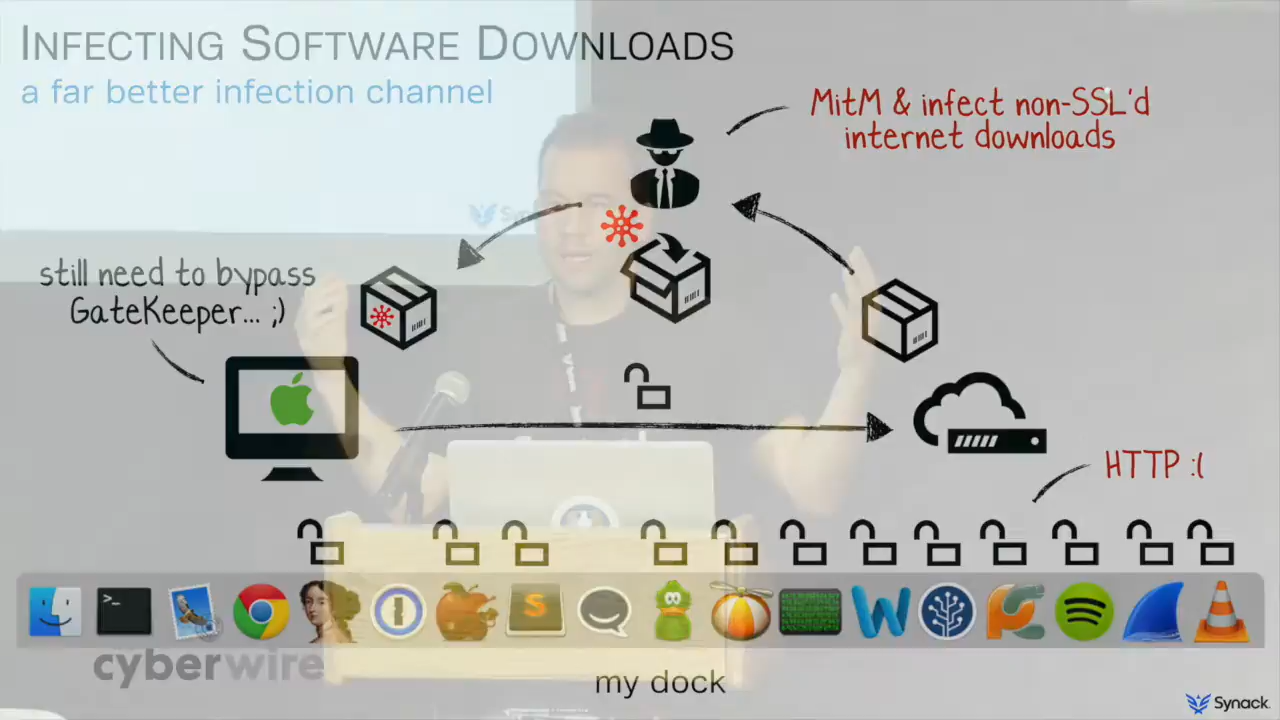 INFECTING SOFTWARE DOWNLOADS
a far better infection channel
MitM & infect non-SSL'd
internet downloads
still need to bypass
GateKeeper... ;)
HTTP :(
>_
S
W
cyberwire
my dock
Synack.